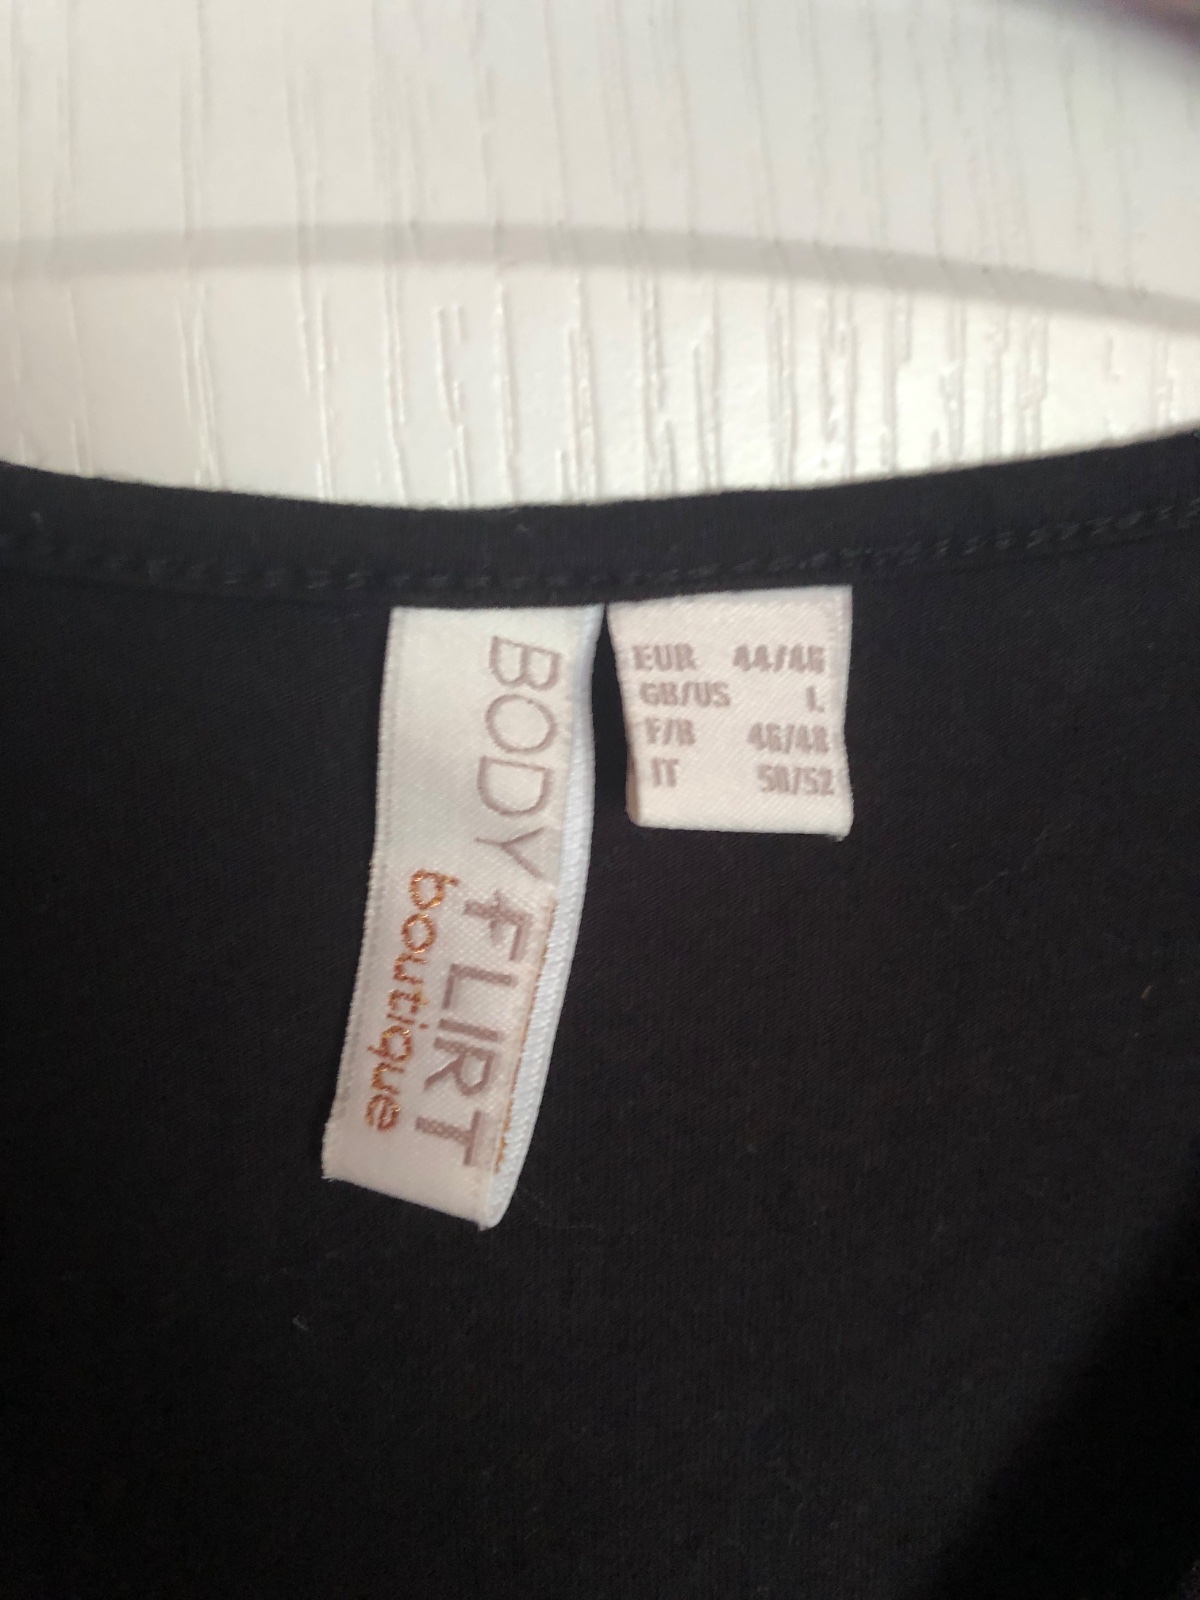 BODY FLIRT
boutique
EUR 44/46
GB/US L
F/B 46/48
IT 50/52